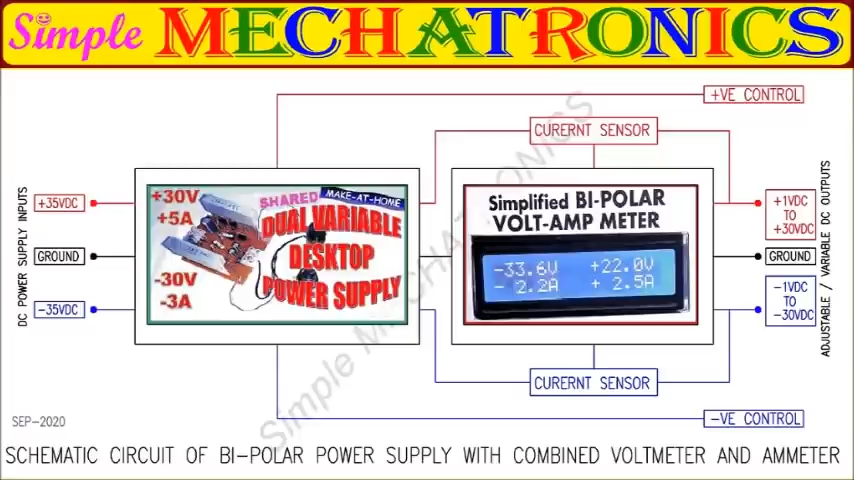 Simple MECHATRONICS
+VE CONTROL
CURERNT SENSOR
DC POWER SUPPLY INPUTS
+35VDC
GROUND
-35VDC
+30V
+5A
-30V
-3A
SHARED
MAKE-AT-HOME
DUAL VARIABLE
DESKTOP
POWER SUPPLY
Simplified BI-POLAR
VOLT-AMP METER
-33.6V +22.0V
- 2.2A + 2.5A
+1VDC
TO
+30VDC
GROUND
-1VDC
TO
-30VDC
ADJUSTABLE / VARIABLE DC OUTPUTS
CURERNT SENSOR
-VE CONTROL
Simple MECHATRONICS
SEP-2020
SCHEMATIC CIRCUIT OF BI-POLAR POWER SUPPLY WITH COMBINED VOLTMETER AND AMMETER